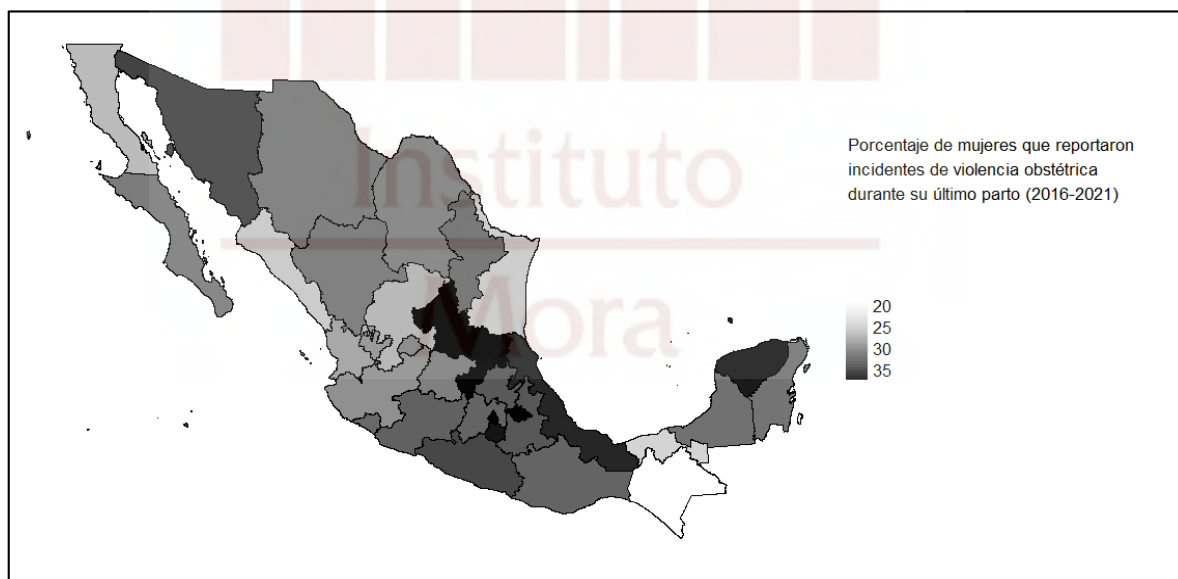 Instituto
Mora
Porcentaje de mujeres que reportaron
incidentes de violencia obstétrica
durante su último parto (2016-2021)
20
25
30
35